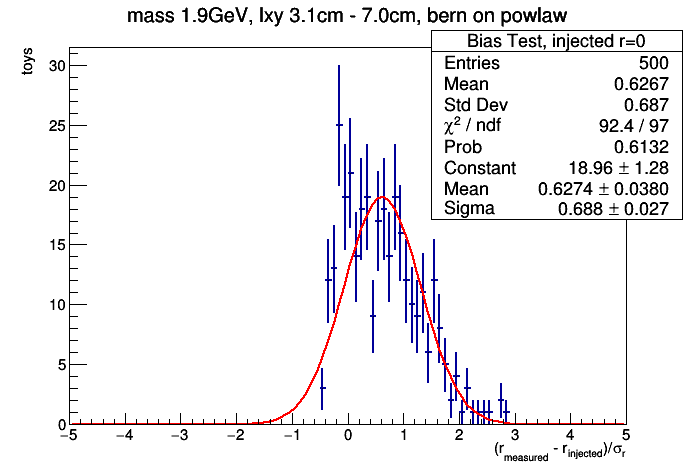 mass 1.9GeV, lxy 3.1cm - 7.0cm, bern on powlaw
Bias Test, injected r=0
Entries 500
Mean 0.6267
Std Dev 0.687
χ² / ndf 92.4 / 97
Prob 0.6132
Constant 18.96 ± 1.28
Mean 0.6274 ± 0.0380
Sigma 0.688 ± 0.027
toys
30
25
20
15
10
5
0
−5 −4 −3 −2 −1 0 1 2 3 4 5
(r_measured - r_injected)/σ_r